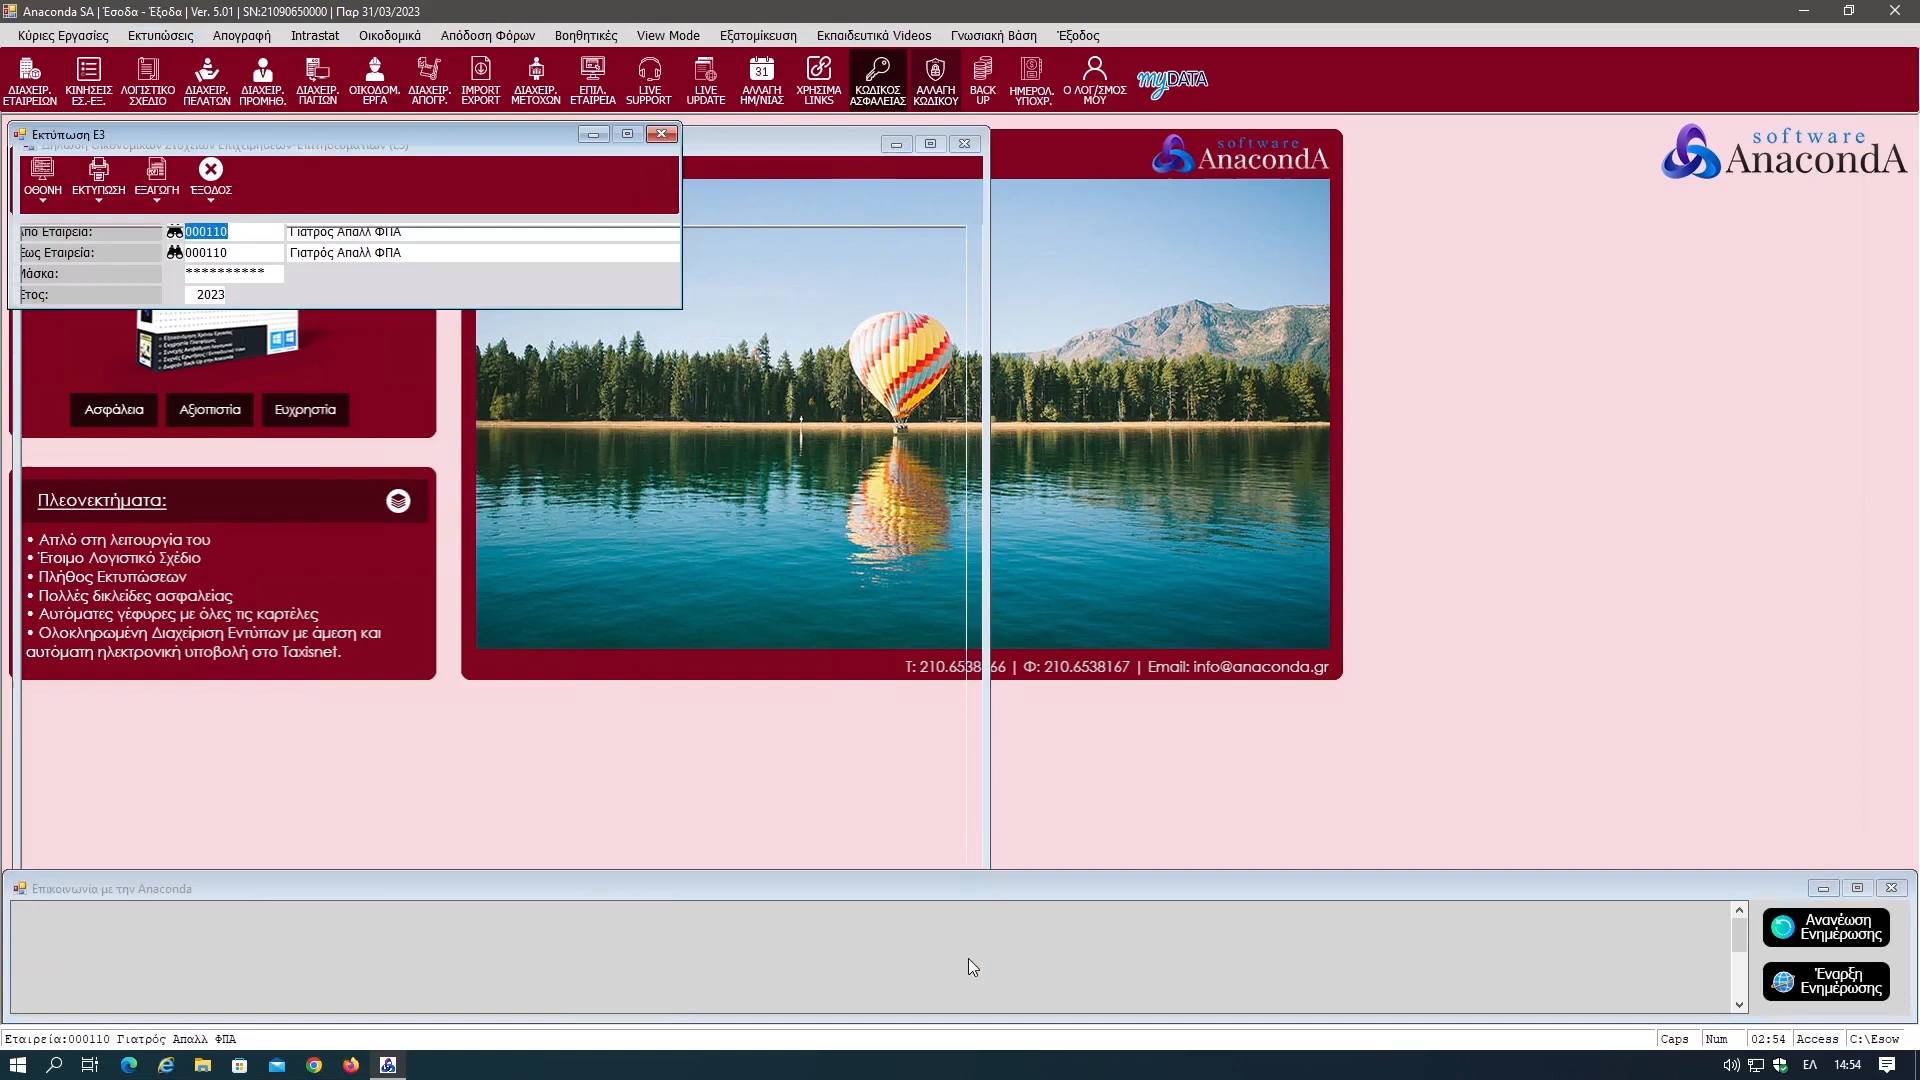 Anaconda SA | Έσοδα - Έξοδα | Ver. 5.01 | SN:21090650000 | Παρ 31/03/2023
Κύριες Εργασίες Εκτυπώσεις Απογραφή Intrastat Οικοδομικά Απόδοση Φόρων Βοηθητικές View Mode Εξατομίκευση Εκπαιδευτικά Videos Γνωσιακή Βάση Έξοδος
ΔΙΑΧΕΙΡ. ΕΤΑΙΡΕΙΩΝ
ΚΙΝΗΣΕΙΣ ΕΣ.-ΕΞ.
ΛΟΓΙΣΤΙΚΟ ΣΧΕΔΙΟ
ΔΙΑΧΕΙΡ. ΠΕΛΑΤΩΝ
ΔΙΑΧΕΙΡ. ΠΡΟΜΗΘ.
ΔΙΑΧΕΙΡ. ΠΑΓΙΩΝ
ΟΙΚΟΔΟΜ. ΕΡΓΑ
ΔΙΑΧΕΙΡ. ΑΠΟΓΡ.
IMPORT EXPORT
ΔΙΑΧΕΙΡ. ΜΕΤΟΧΩΝ
ΕΠΙΛ. ΕΤΑΙΡΕΙΑ
LIVE SUPPORT
LIVE UPDATE
31
ΑΛΛΑΓΗ ΗΜ/ΝΙΑΣ
ΧΡΗΣΙΜΑ LINKS
ΚΩΔΙΚΟΣ ΑΣΦΑΛΕΙΑΣ
ΑΛΛΑΓΗ ΚΩΔΙΚΟΥ
BACK UP
ΗΜΕΡΟΛ. ΥΠΟΧΡ.
Ο ΛΟΓ/ΣΜΟΣ ΜΟΥ
myDATA
Εκτύπωση Ε3
ΟΘΟΝΗ ΕΚΤΥΠΩΣΗ ΕΞΑΓΩΓΗ ΈΞΟΔΟΣ
Από Εταιρεία: 000110 Γιατρός Απαλλ ΦΠΑ
Έως Εταιρεία: 000110 Γιατρός Απαλλ ΦΠΑ
Μάσκα: **********
Έτος: 2023
software
AnacondA
software
AnacondA
Ασφάλεια Αξιοπιστία Ευχρηστία
Πλεονεκτήματα:
• Απλό στη λειτουργία του
• Έτοιμο Λογιστικό Σχέδιο
• Πλήθος Εκτυπώσεων
• Πολλές δικλείδες ασφαλείας
• Αυτόματες γέφυρες με όλες τις καρτέλες
• Ολοκληρωμένη Διαχείριση Εντύπων με άμεση και
αυτόματη ηλεκτρονική υποβολή στο Taxisnet.
Τ: 210.6538166 | Φ: 210.6538167 | Email: info@anaconda.gr
Επικοινωνία με την Anaconda
Ανανέωση
Ενημέρωσης
Έναρξη
Ενημέρωσης
Εταιρεία:000110 Γιατρός Απαλλ ΦΠΑ Caps Num 02:54 Access C:\Esow
ΕΛ 14:54